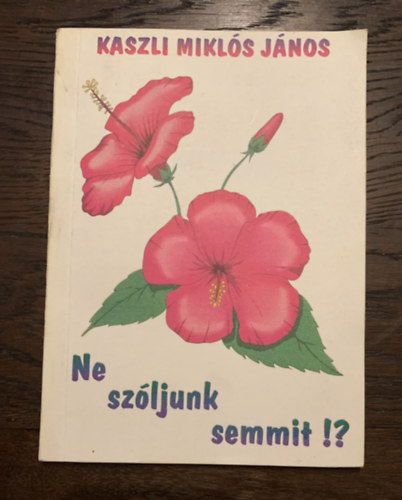 KASZLI MIKLÓS JÁNOS
Ne
szóljunk
semmit !?